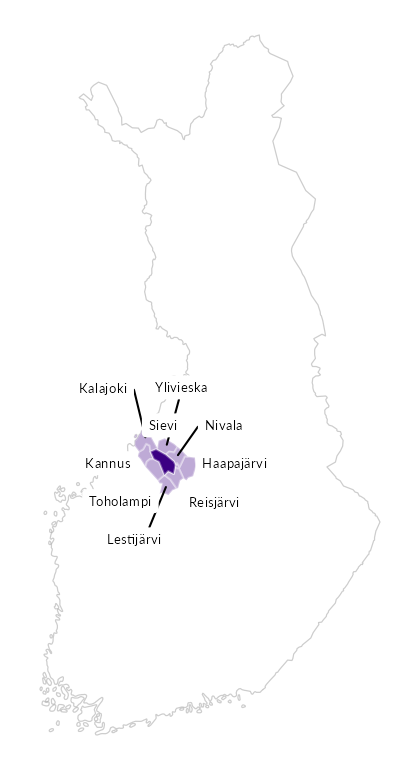 Kalajoki
Ylivieska
Sievi
Nivala
Kannus
Haapajärvi
Toholampi
Reisjärvi
Lestijärvi